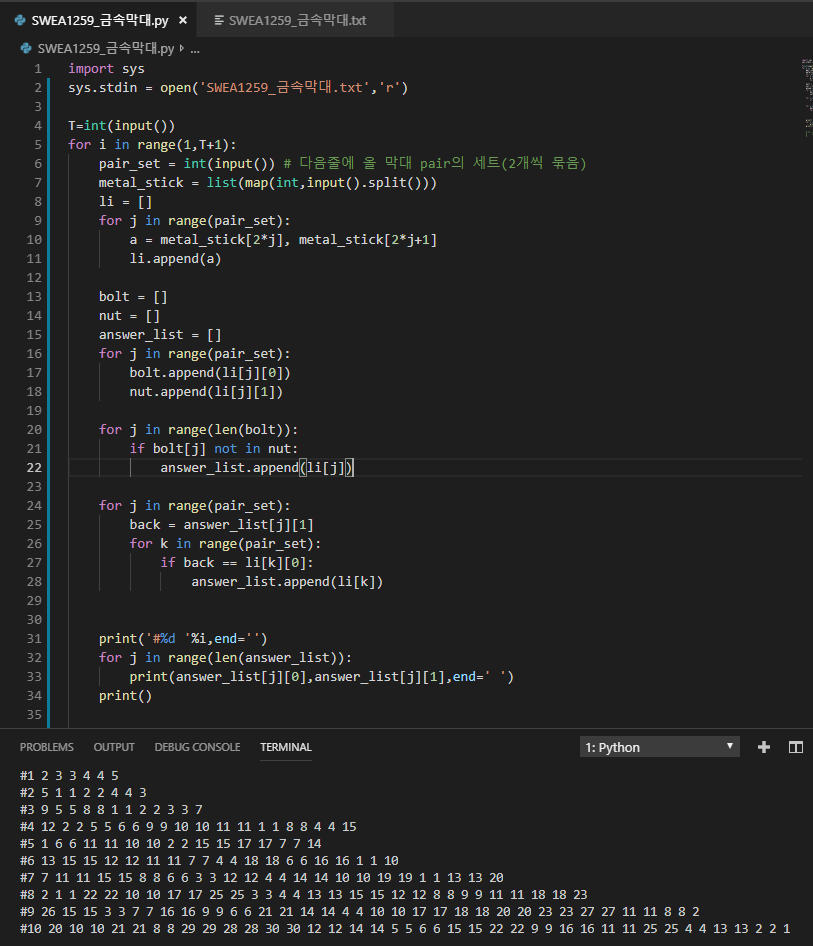 SWEA1259_금속막대.py × SWEA1259_금속막대.txt
SWEA1259_금속막대.py ▸ ...
1 import sys
2 sys.stdin = open('SWEA1259_금속막대.txt','r')
3
4 T=int(input())
5 for i in range(1,T+1):
6     pair_set = int(input()) # 다음줄에 올 막대 pair의 세트(2개씩 묶음)
7     metal_stick = list(map(int,input().split()))
8     li = []
9     for j in range(pair_set):
10         a = metal_stick[2*j], metal_stick[2*j+1]
11         li.append(a)
12
13     bolt = []
14     nut = []
15     answer_list = []
16     for j in range(pair_set):
17         bolt.append(li[j][0])
18         nut.append(li[j][1])
19
20     for j in range(len(bolt)):
21         if bolt[j] not in nut:
22             answer_list.append(li[j])
23
24     for j in range(pair_set):
25         back = answer_list[j][1]
26         for k in range(pair_set):
27             if back == li[k][0]:
28                 answer_list.append(li[k])
29
30
31     print('#%d '%i,end='')
32     for j in range(len(answer_list)):
33         print(answer_list[j][0],answer_list[j][1],end=' ')
34     print()
35
PROBLEMS OUTPUT DEBUG CONSOLE TERMINAL 1: Python
#1 2 3 3 4 4 5
#2 5 1 1 2 2 4 4 3
#3 9 5 5 8 8 1 1 2 2 3 3 7
#4 12 2 2 5 5 6 6 9 9 10 10 11 11 1 1 8 8 4 4 15
#5 1 6 6 11 11 10 10 2 2 15 15 17 17 7 7 14
#6 13 15 15 12 12 11 11 7 7 4 4 18 18 6 6 16 16 1 1 10
#7 7 11 11 15 15 8 8 6 6 3 3 12 12 4 4 14 14 10 10 19 19 1 1 13 13 20
#8 2 1 1 22 22 10 10 17 17 25 25 3 3 4 4 13 13 15 15 12 12 8 8 9 9 11 11 18 18 23
#9 26 15 15 3 3 7 7 16 16 9 9 6 6 21 21 14 14 4 4 10 10 17 17 18 18 20 20 23 23 27 27 11 11 8 8 2
#10 20 10 10 21 21 8 8 29 29 28 28 30 30 12 12 14 14 5 5 6 6 15 15 22 22 9 9 16 16 11 11 25 25 4 4 13 13 2 2 1